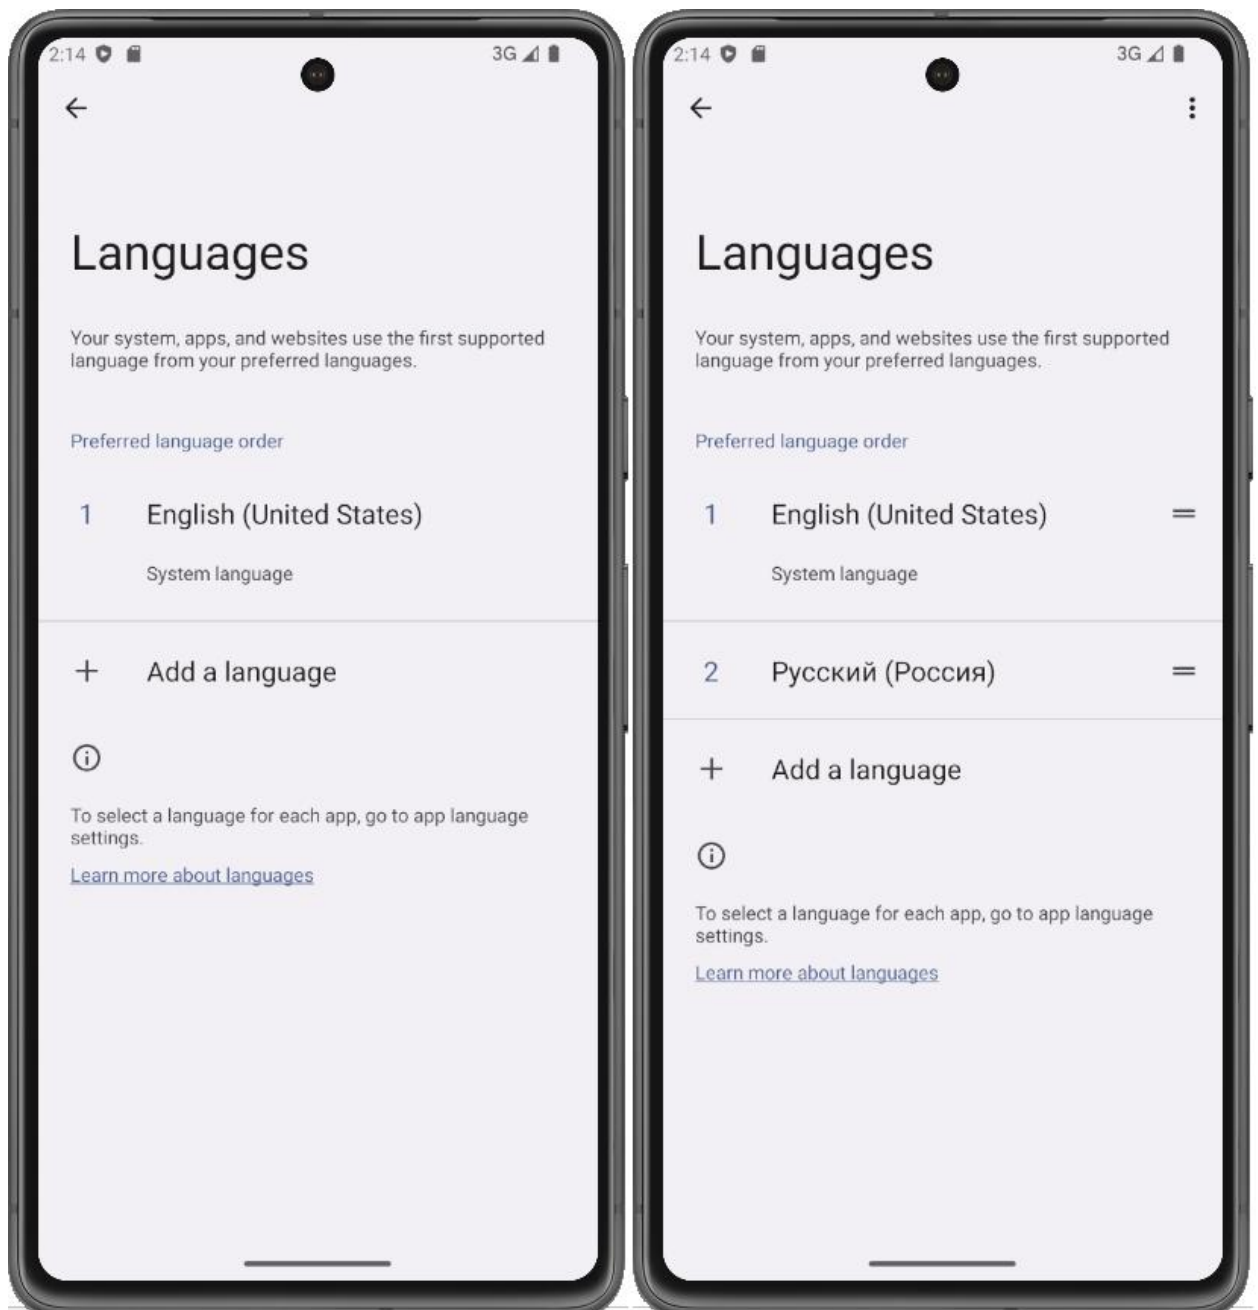 2:14
3G
Languages
Your system, apps, and websites use the first supported
language from your preferred languages.
Preferred language order
1 English (United States)
System language
+ Add a language
To select a language for each app, go to app language
settings.
Learn more about languages
2:14
3G
Languages
Your system, apps, and websites use the first supported
language from your preferred languages.
Preferred language order
1 English (United States)
System language
2 Русский (Россия)
+ Add a language
To select a language for each app, go to app language
settings.
Learn more about languages